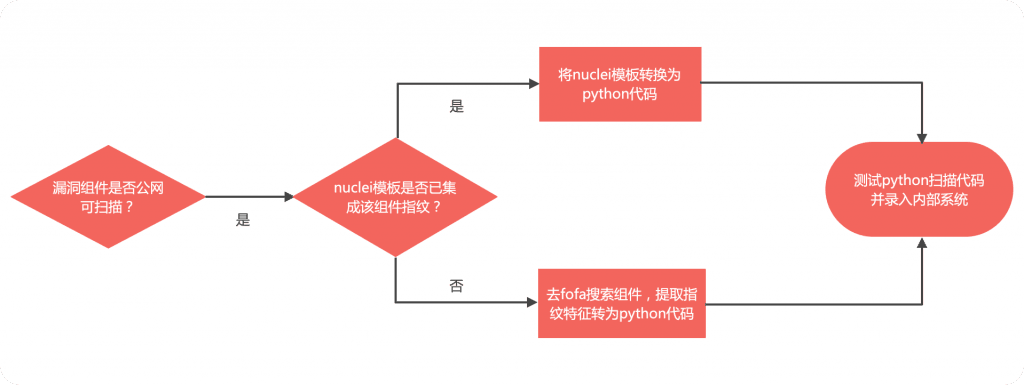 漏洞组件是否公网
可扫描？
是
nuclei模板是否已集
成该组件指纹？
是
将nuclei模板转换为
python代码
否
去fofa搜索组件，提取指
纹特征转为python代码
测试python扫描代码
并录入内部系统